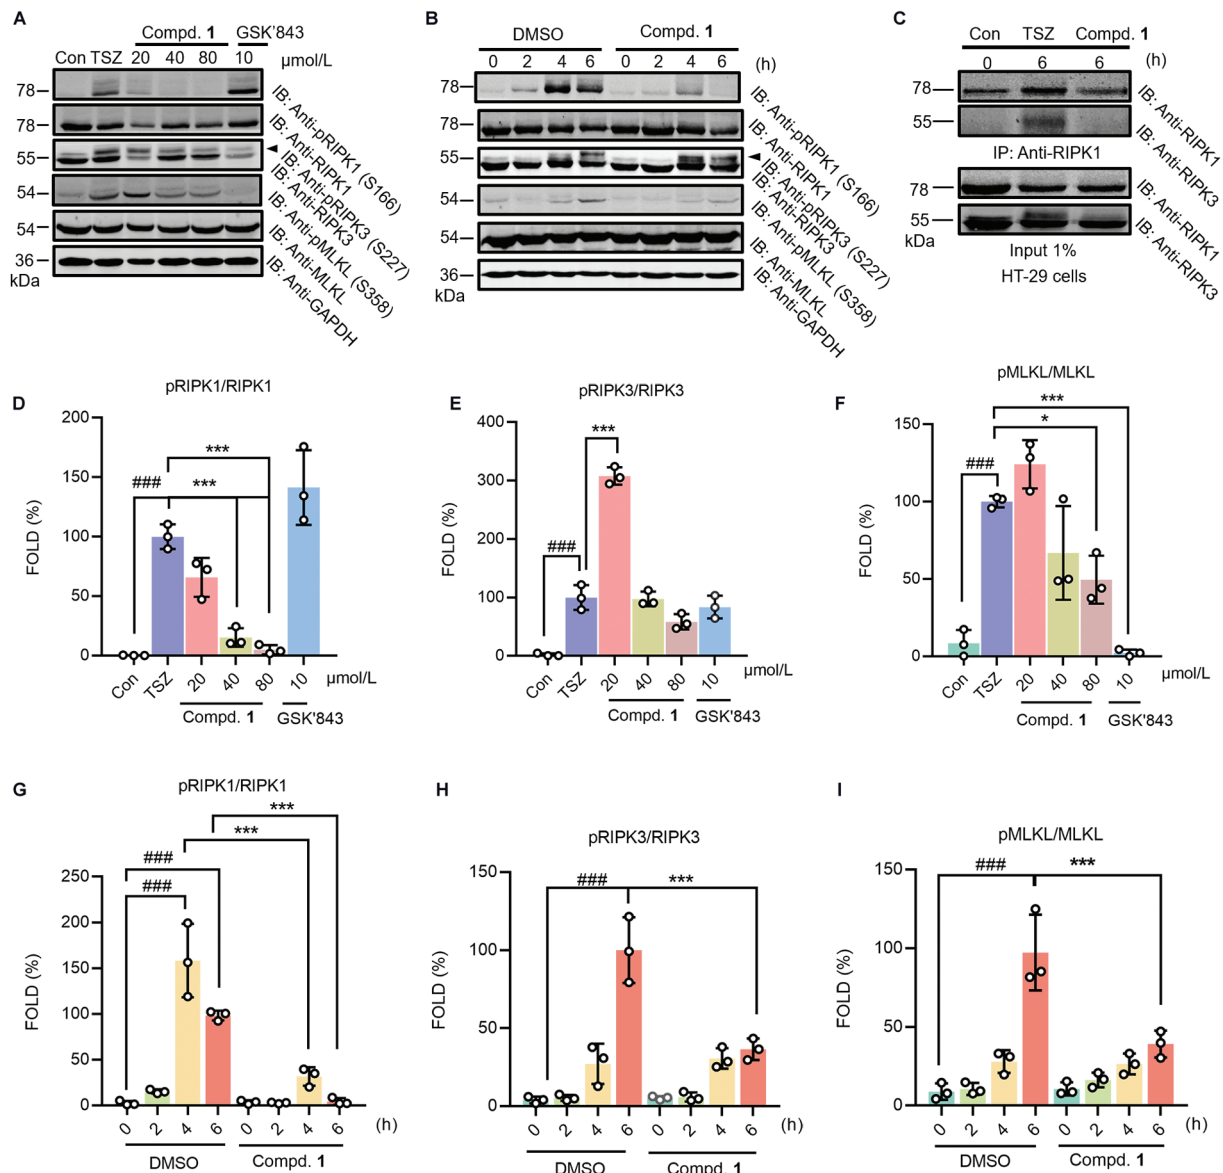 A
Compd. 1
GSK'843
Con TSZ 20 40 80 10 μmol/L
78
78
55
54
54
36
kDa
IB: Anti-pRIPK1 (S166)
IB: Anti-RIPK1
IB: Anti-pRIPK3 (S227)
IB: Anti-RIPK3
IB: Anti-pMLKL (S358)
IB: Anti-MLKL
IB: Anti-GAPDH
B
DMSO
Compd. 1
0 2 4 6 0 2 4 6 (h)
78
78
55
54
54
36
kDa
IB: Anti-pRIPK1 (S166)
IB: Anti-RIPK1
IB: Anti-pRIPK3 (S227)
IB: Anti-RIPK3
IB: Anti-pMLKL (S358)
IB: Anti-MLKL
IB: Anti-GAPDH
C
Con TSZ Compd. 1
0 6 6 (h)
78
55
IP: Anti-RIPK1
78
55
kDa
Input 1%
HT-29 cells
IB: Anti-RIPK1
IB: Anti-RIPK3
IB: Anti-RIPK1
IB: Anti-RIPK3
D
pRIPK1/RIPK1
FOLD (%)
200
150
100
50
0
###
***
***
Con TSZ 20 40 80 10 μmol/L
Compd. 1 GSK'843
E
pRIPK3/RIPK3
FOLD (%)
400
300
200
100
0
###
***
Con TSZ 20 40 80 10 μmol/L
Compd. 1 GSK'843
F
pMLKL/MLKL
FOLD (%)
150
100
50
0
###
***
*
Con TSZ 20 40 80 10 μmol/L
Compd. 1 GSK'843
G
pRIPK1/RIPK1
FOLD (%)
250
200
150
100
50
0
***
***
###
###
0 2 4 6 0 2 4 6 (h)
DMSO Compd. 1
H
pRIPK3/RIPK3
FOLD (%)
150
100
50
0
### ***
0 2 4 6 0 2 4 6 (h)
DMSO Compd. 1
I
pMLKL/MLKL
FOLD (%)
150
100
50
0
### ***
0 2 4 6 0 2 4 6 (h)
DMSO Compd. 1